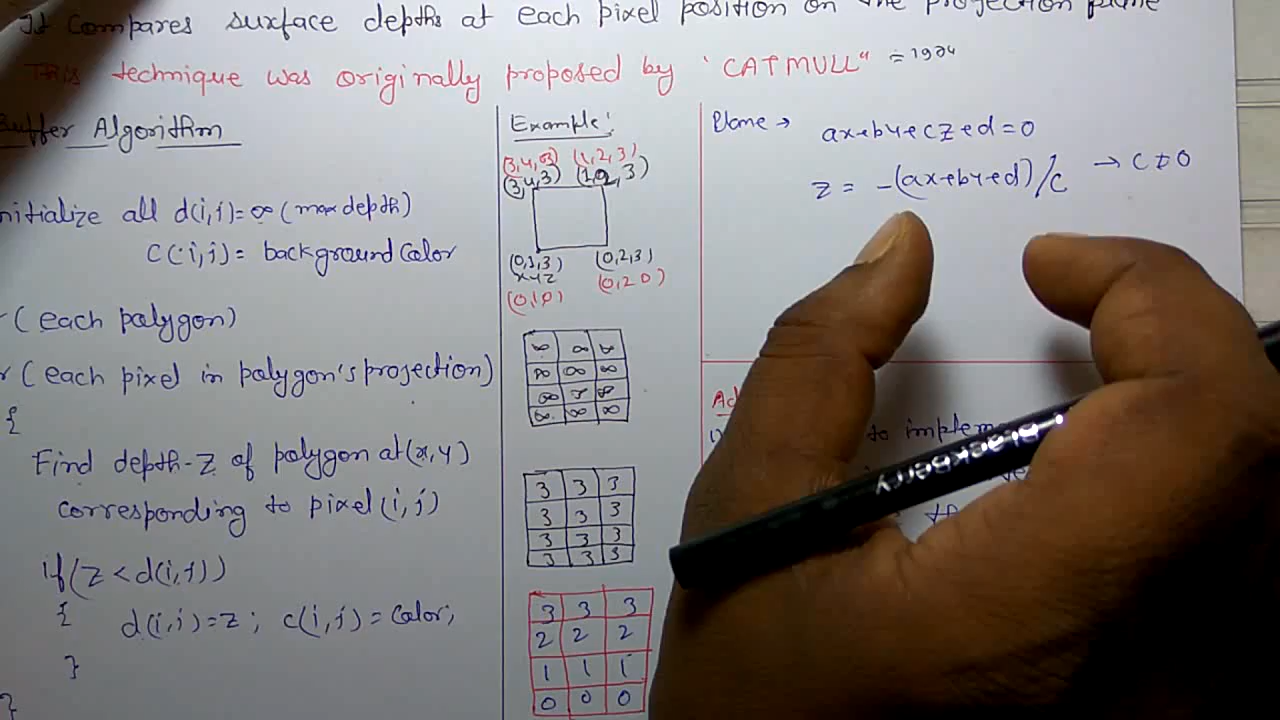 It compares surface depths at each pixel position on the projection plane
This technique was originally proposed by "CATMULL" = 1974
Buffer Algorithm
Initialize all d(i,j)=∞ (max depth)
c(i,j)= background Color
(each polygon)
(each pixel in polygon's projection)
{
Find depth-z of polygon at (x,y)
corresponding to pixel (i,j)
if(z < d(i,j))
{ d(i,j)=z; c(i,j)=Color;
}
}
Example:
(3,4,3) (1,2,3)
(3,4,3) (1,2,3)
(0,1,3) (0,2,3)
x y z
(0,1,0) (0,2 0)
∞ ∞ ∞
∞ ∞ ∞
∞ ∞ ∞
∞ ∞ ∞
3 3 3
3 3 3
3 3 3
3 3 3
3 3 3
2 2 2
1 1 1
0 0 0
Plane → ax+by+cz+d=0
z = -(ax+by+d)/c → c≠0
Ad
1)
to implem
BlackBerry